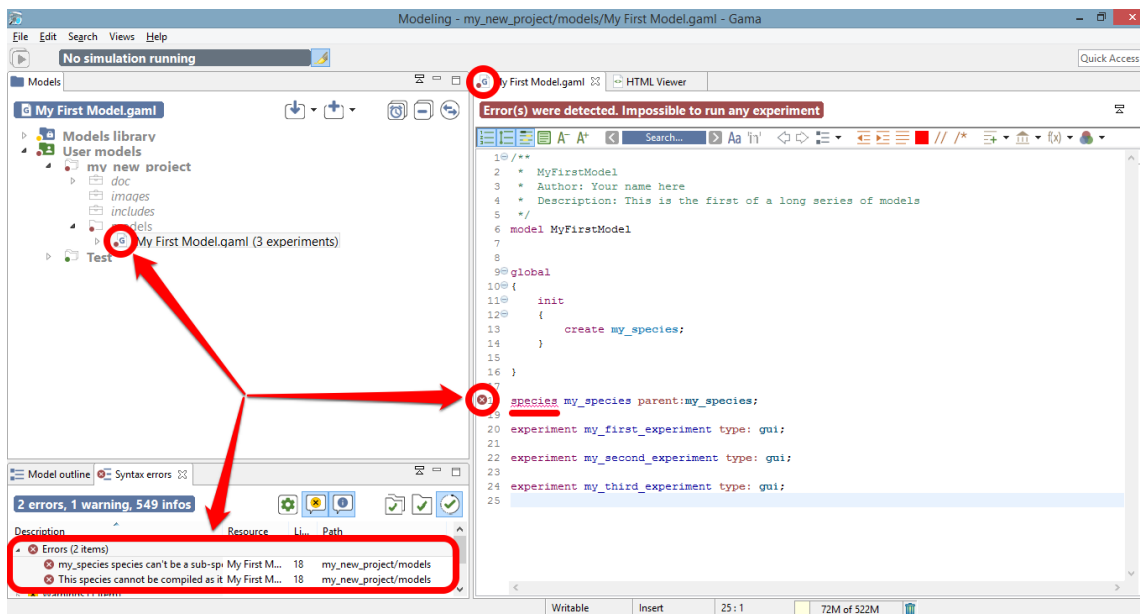 Modeling - my_new_project/models/My First Model.gaml - Gama
File Edit Search Views Help
No simulation running
Quick Access
Models
My First Model.gaml
Models library
User models
my_new_project
doc
images
includes
models
My First Model.gaml (3 experiments)
Test
My First Model.gaml HTML Viewer
Error(s) were detected. Impossible to run any experiment
A- A+ Search... Aa 'in' // /* f(x)
1 /**
2 * MyFirstModel
3 * Author: Your name here
4 * Description: This is the first of a long series of models
5 */
6 model MyFirstModel
7
8
9 global
10 {
11 init
12 {
13 create my_species;
14 }
15
16 }
17
species my_species parent:my_species;
19
20 experiment my_first_experiment type: gui;
21
22 experiment my_second_experiment type: gui;
23
24 experiment my_third_experiment type: gui;
25
Model outline Syntax errors
2 errors, 1 warning, 549 infos
Description Resource Li... Path
Errors (2 items)
my_species species can't be a sub-spe My First M... 18 my_new_project/models
This species cannot be compiled as it My First M... 18 my_new_project/models
Warnings (1 item)
Writable Insert 25 : 1 72M of 522M